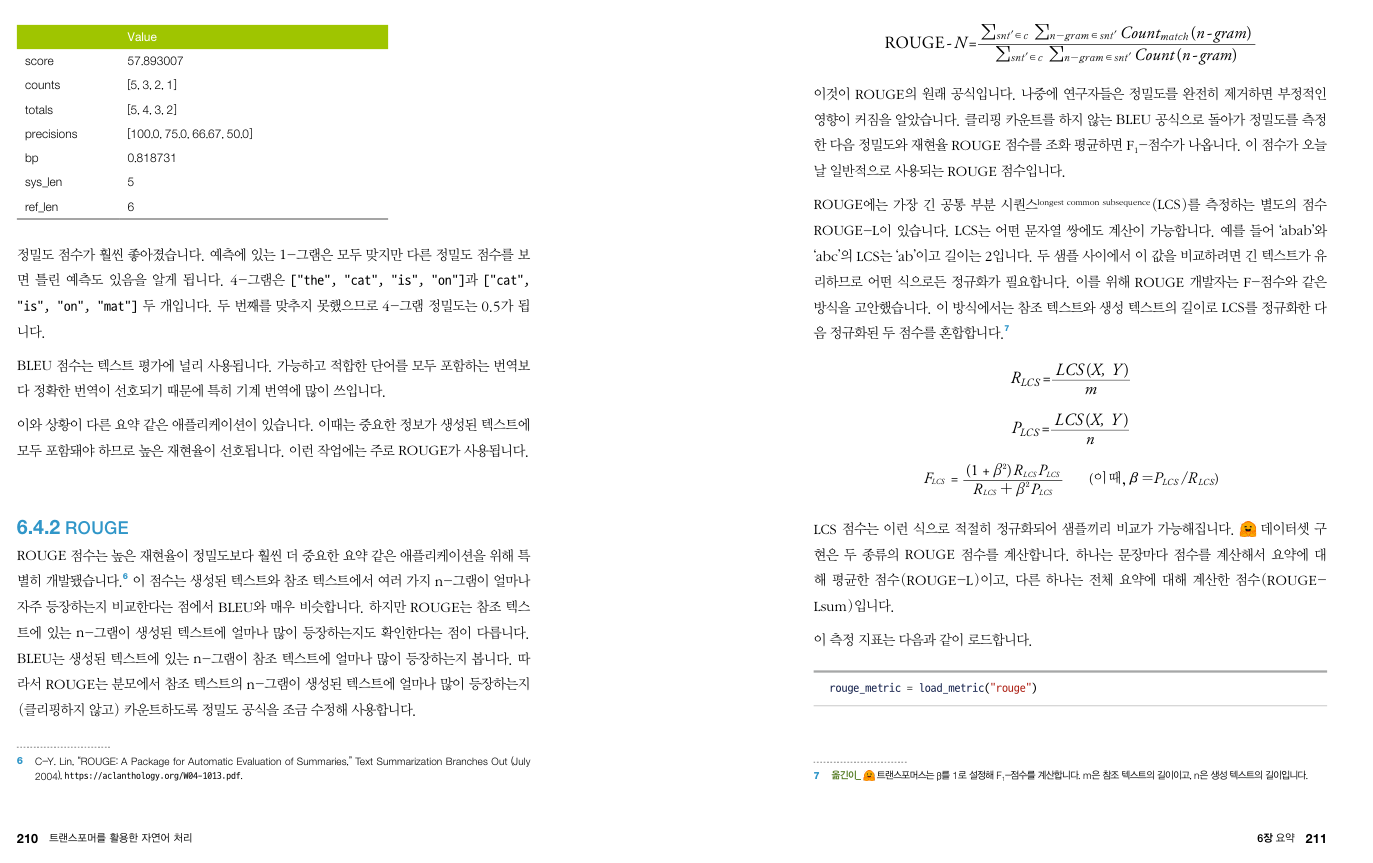 Value
score 57.893007
counts [5, 3, 2, 1]
totals [5, 4, 3, 2]
precisions [100.0, 75.0, 66.67, 50.0]
bp 0.818731
sys_len 5
ref_len 6
정밀도 점수가 훨씬 좋아졌습니다. 예측에 있는 1-그램은 모두 맞지만 다른 정밀도 점수를 보
면 틀린 예측도 있음을 알게 됩니다. 4-그램은 ["the", "cat", "is", "on"]과 ["cat",
"is", "on", "mat"] 두 개입니다. 두 번째를 맞추지 못했으므로 4-그램 정밀도는 0.5가 됩
니다.
BLEU 점수는 텍스트 평가에 널리 사용됩니다. 가능하고 적합한 단어를 모두 포함하는 번역보
다 정확한 번역이 선호되기 때문에 특히 기계 번역에 많이 쓰입니다.
이와 상황이 다른 요약 같은 애플리케이션이 있습니다. 이때는 중요한 정보가 생성된 텍스트에
모두 포함돼야 하므로 높은 재현율이 선호됩니다. 이런 작업에는 주로 ROUGE가 사용됩니다.
6.4.2 ROUGE
ROUGE 점수는 높은 재현율이 정밀도보다 훨씬 더 중요한 요약 같은 애플리케이션을 위해 특
별히 개발됐습니다.6 이 점수는 생성된 텍스트와 참조 텍스트에서 여러 가지 n-그램이 얼마나
자주 등장하는지 비교한다는 점에서 BLEU와 매우 비슷합니다. 하지만 ROUGE는 참조 텍스
트에 있는 n-그램이 생성된 텍스트에 얼마나 많이 등장하는지도 확인한다는 점이 다릅니다.
BLEU는 생성된 텍스트에 있는 n-그램이 참조 텍스트에 얼마나 많이 등장하는지 봅니다. 따
라서 ROUGE는 분모에서 참조 텍스트의 n-그램이 생성된 텍스트에 얼마나 많이 등장하는지
(클리핑하지 않고) 카운트하도록 정밀도 공식을 조금 수정해 사용합니다.
6 C-Y. Lin, "ROUGE: A Package for Automatic Evaluation of Summaries," Text Summarization Branches Out (July
2004), https://aclanthology.org/W04-1013.pdf.
210 트랜스포머를 활용한 자연어 처리
ROUGE-N = ∑snt′∈c ∑n-gram∈snt′ Countmatch(n-gram) / ∑snt′∈c ∑n-gram∈snt′ Count(n-gram)
이것이 ROUGE의 원래 공식입니다. 나중에 연구자들은 정밀도를 완전히 제거하면 부정적인
영향이 커짐을 알았습니다. 클리핑 카운트를 하지 않는 BLEU 공식으로 돌아가 정밀도를 측정
한 다음 정밀도와 재현율 ROUGE 점수를 조화 평균하면 F1-점수가 나옵니다. 이 점수가 오늘
날 일반적으로 사용되는 ROUGE 점수입니다.
ROUGE에는 가장 긴 공통 부분 시퀀스longest common subsequence(LCS)를 측정하는 별도의 점수
ROUGE-L이 있습니다. LCS는 어떤 문자열 쌍에도 계산이 가능합니다. 예를 들어 'abab'와
'abc'의 LCS는 'ab'이고 길이는 2입니다. 두 샘플 사이에서 이 값을 비교하려면 긴 텍스트가 유
리하므로 어떤 식으로든 정규화가 필요합니다. 이를 위해 ROUGE 개발자는 F-점수와 같은
방식을 고안했습니다. 이 방식에서는 참조 텍스트와 생성 텍스트의 길이로 LCS를 정규화한 다
음 정규화된 두 점수를 혼합합니다.7
RLCS = LCS(X, Y) / m
PLCS = LCS(X, Y) / n
FLCS = (1 + β²)RLCSPLCS / RLCS + β²PLCS (이때, β = PLCS/RLCS)
LCS 점수는 이런 식으로 적절히 정규화되어 샘플끼리 비교가 가능해집니다. 🤗 데이터셋 구
현은 두 종류의 ROUGE 점수를 계산합니다. 하나는 문장마다 점수를 계산해서 요약에 대
해 평균한 점수(ROUGE-L)이고, 다른 하나는 전체 요약에 대해 계산한 점수(ROUGE-
Lsum)입니다.
이 측정 지표는 다음과 같이 로드합니다.
rouge_metric = load_metric("rouge")
7 옮긴이_ 🤗 트랜스포머스는 β를 1로 설정해 F1-점수를 계산합니다. m은 참조 텍스트의 길이이고, n은 생성 텍스트의 길이입니다.
6장 요약 211